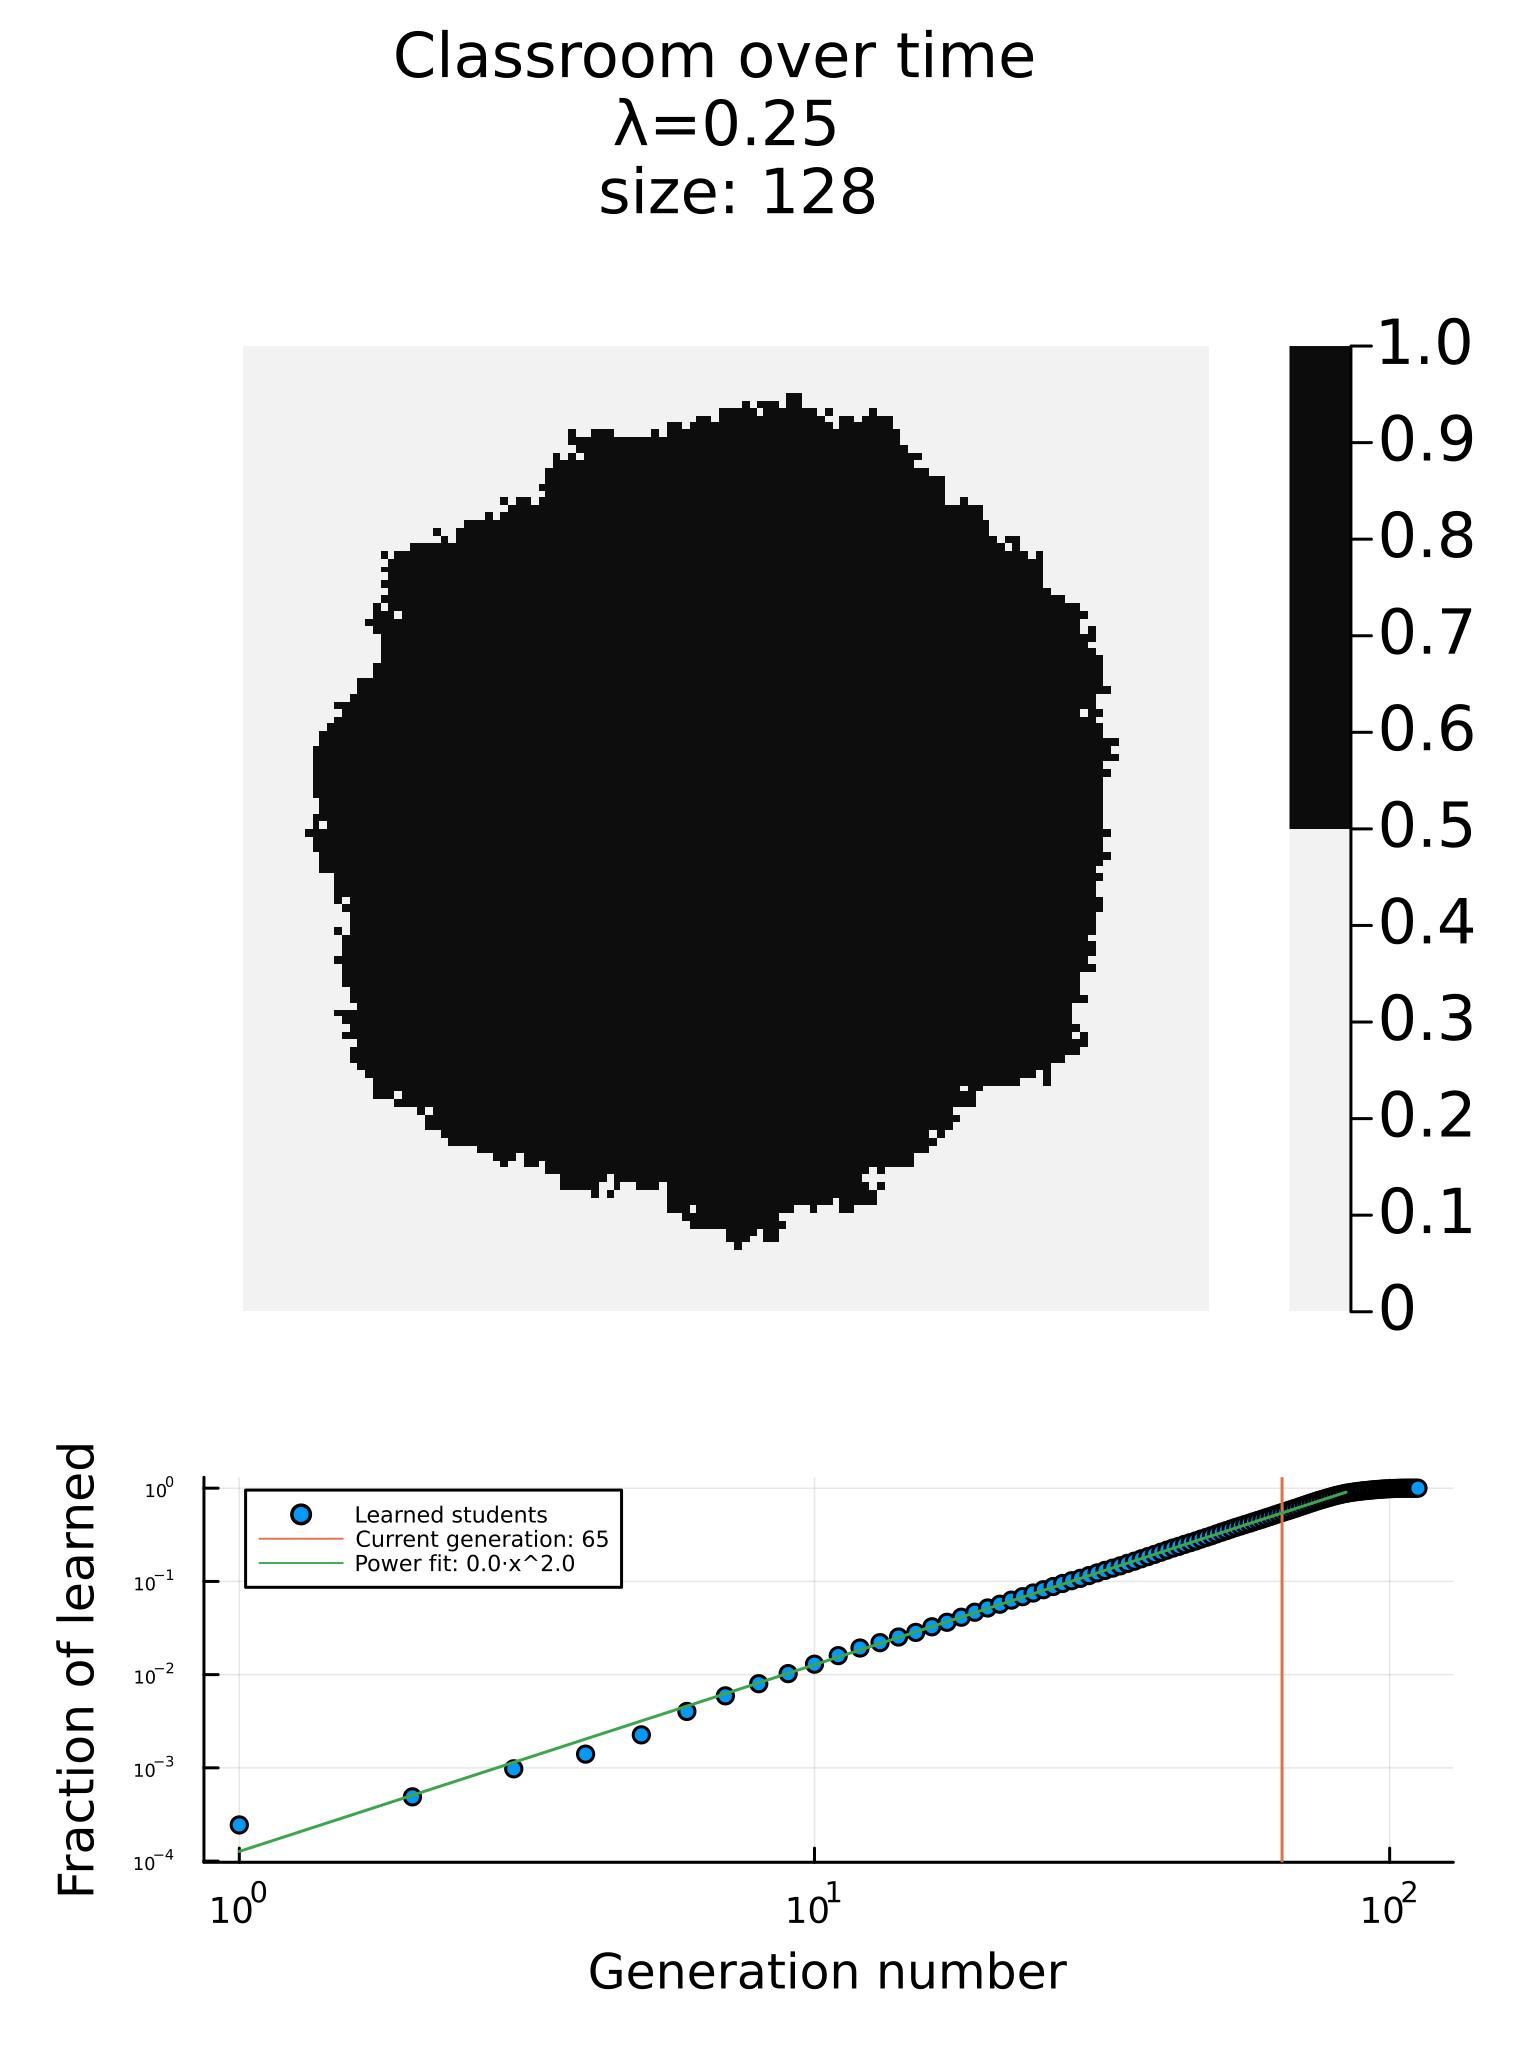 Classroom over time
λ=0.25
size: 128
1.0
0.9
0.8
0.7
0.6
0.5
0.4
0.3
0.2
0.1
0
Fraction of learned
10^0
10^-1
10^-2
10^-3
10^-4
Learned students
Current generation: 65
Power fit: 0.0·x^2.0
10^0
10^1
10^2
Generation number